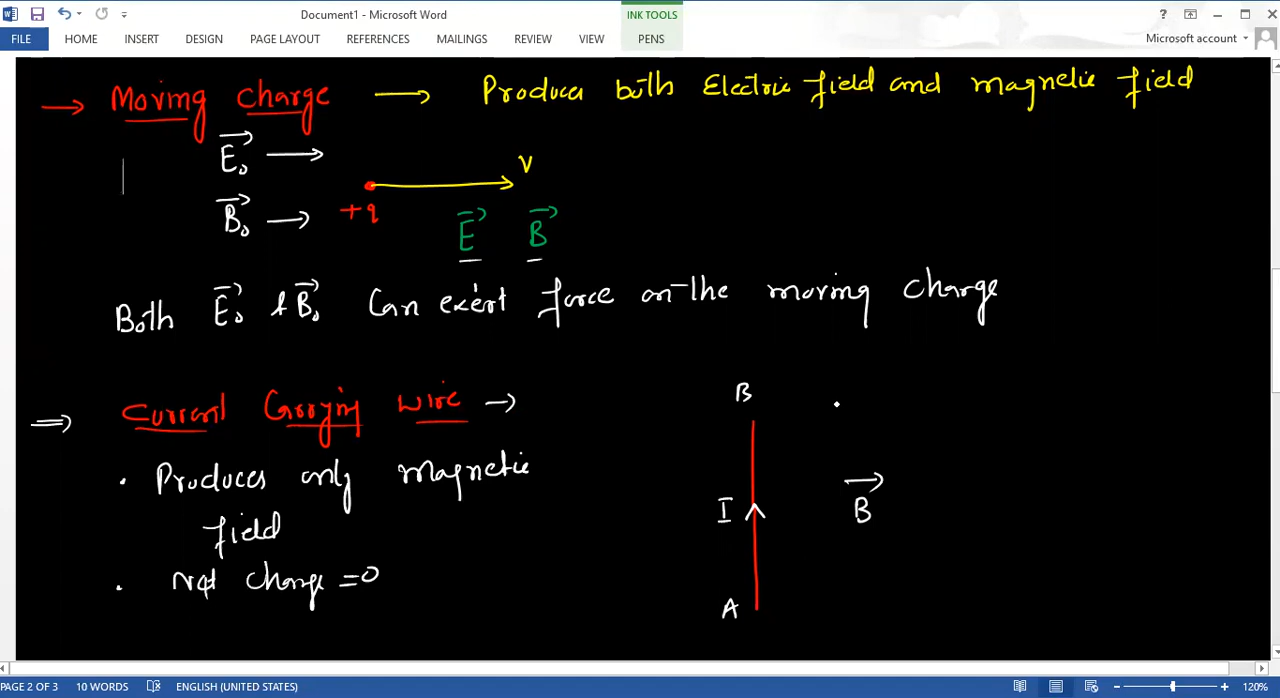 Document1 - Microsoft Word
INK TOOLS
?
FILE HOME INSERT DESIGN PAGE LAYOUT REFERENCES MAILINGS REVIEW VIEW PENS
Microsoft account
→ Moving Charge → Produces both Electric field and magnetic field
E₀ →
V
B₀ → +q
E B
Both E₀ & B₀ Can exert force on the moving charge
⇒ Current Carrying Wire →
B
• Produces only magnetic
field
I
B
• Net charge =0
A
PAGE 2 OF 3 10 WORDS ENGLISH (UNITED STATES) 120%